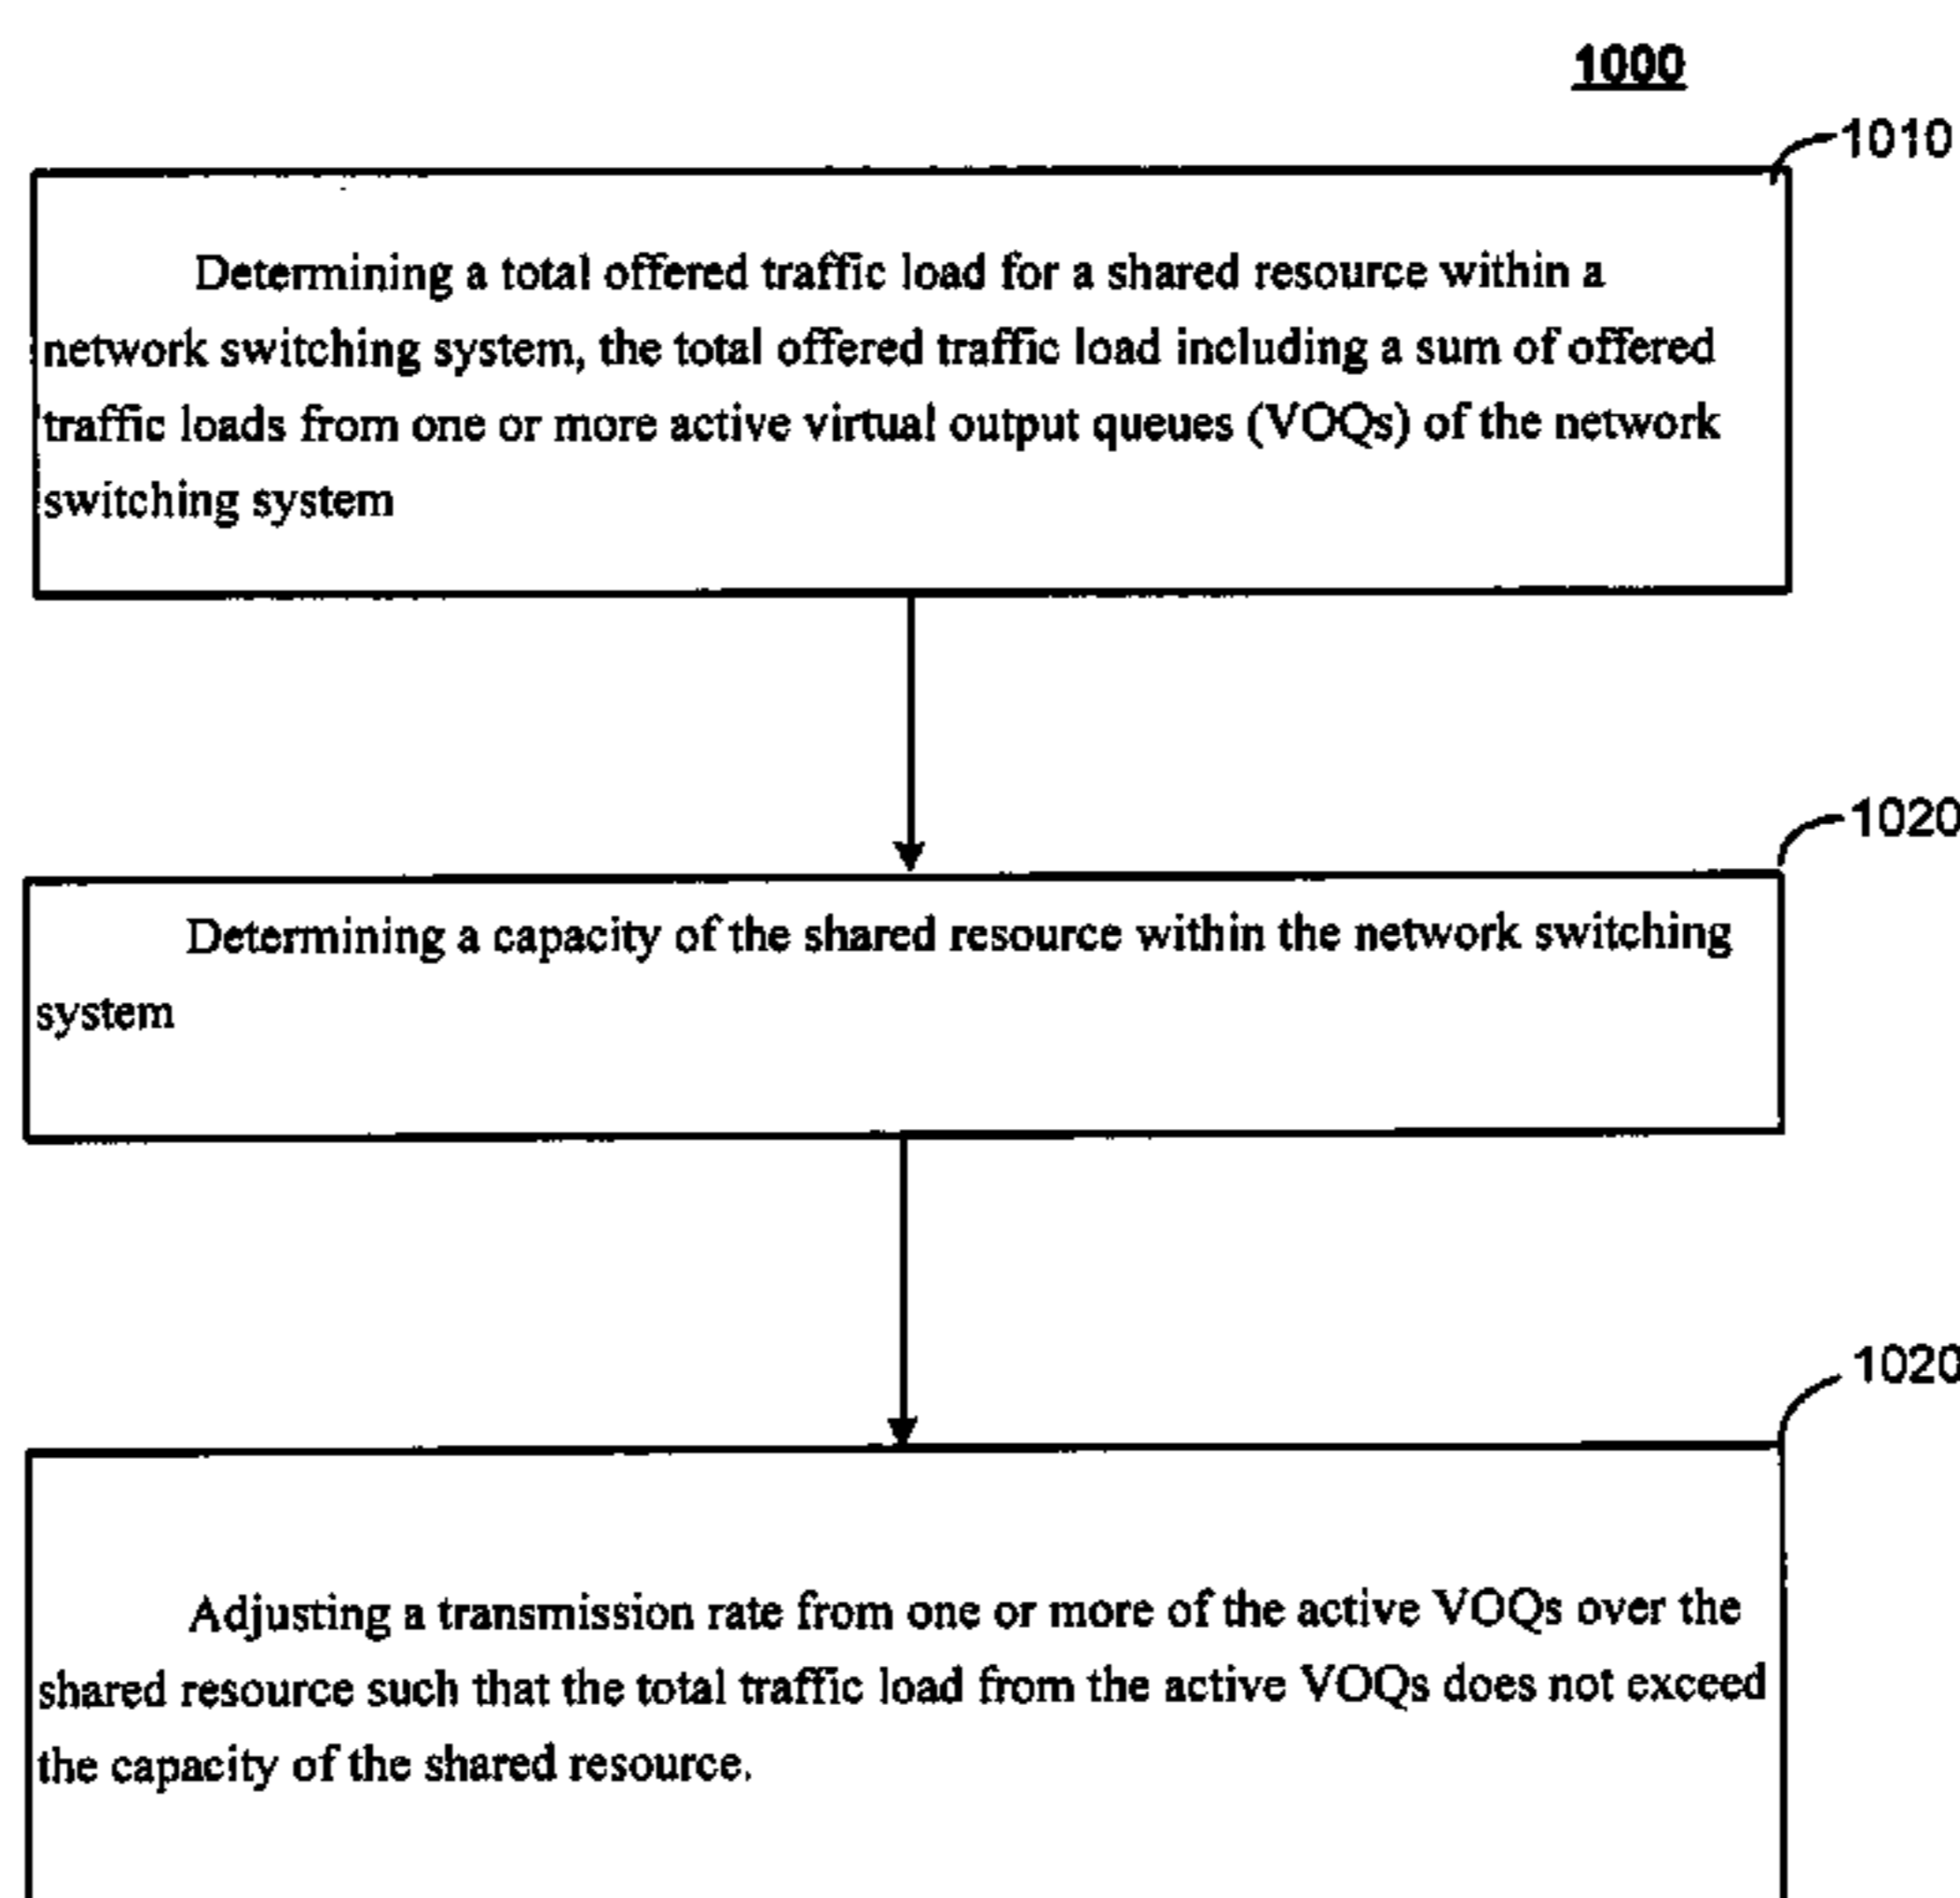 1000
1010
Determining a total offered traffic load for a shared resource within a
network switching system, the total offered traffic load including a sum of offered
traffic loads from one or more active virtual output queues (VOQs) of the network
switching system
1020
Determining a capacity of the shared resource within the network switching
system
1020
Adjusting a transmission rate from one or more of the active VOQs over the
shared resource such that the total traffic load from the active VOQs does not exceed
the capacity of the shared resource.